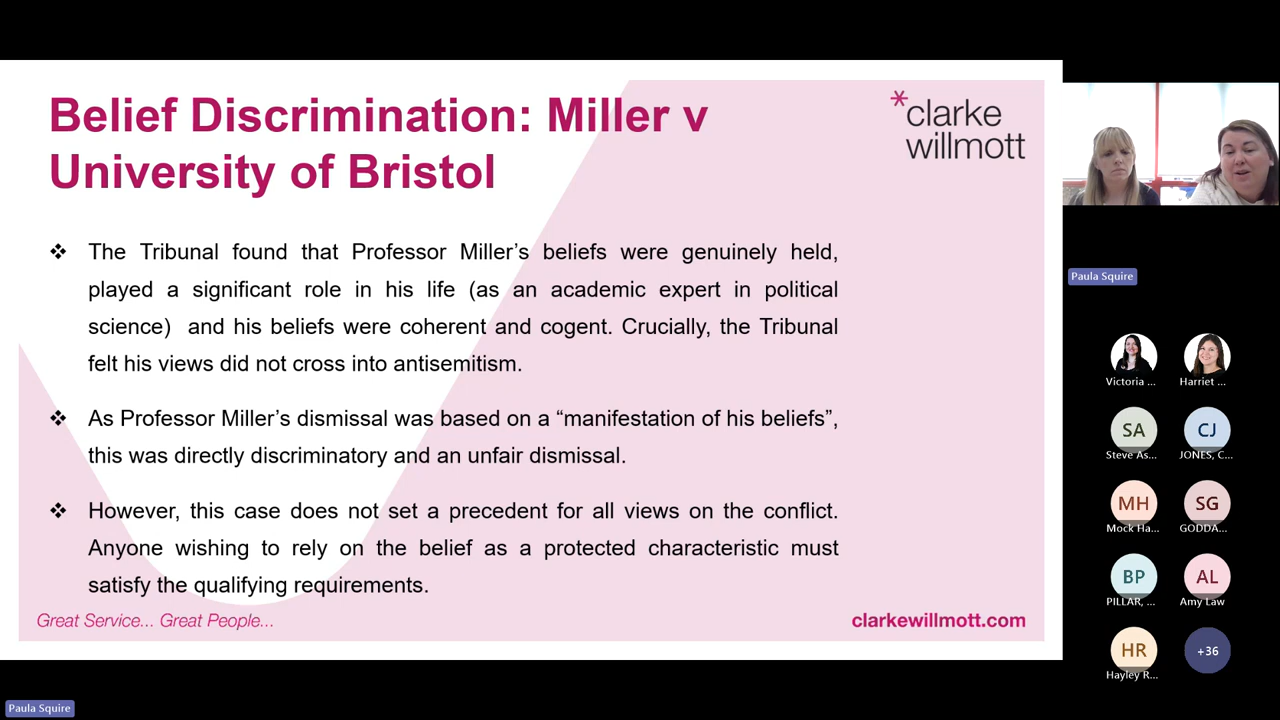 Belief Discrimination: Miller v
University of Bristol
*clarke
willmott
❖ The Tribunal found that Professor Miller’s beliefs were genuinely held,
played a significant role in his life (as an academic expert in political
science) and his beliefs were coherent and cogent. Crucially, the Tribunal
felt his views did not cross into antisemitism.
❖ As Professor Miller’s dismissal was based on a “manifestation of his beliefs”,
this was directly discriminatory and an unfair dismissal.
❖ However, this case does not set a precedent for all views on the conflict.
Anyone wishing to rely on the belief as a protected characteristic must
satisfy the qualifying requirements.
Great Service... Great People...
clarkewillmott.com
Paula Squire
Victoria ...
Harriet ...
SA
CJ
Steve As...
JONES, C...
MH
SG
Mock Ha...
GODDA...
BP
AL
PILLAR, ...
Amy Law
HR
+36
Hayley R...
Paula Squire